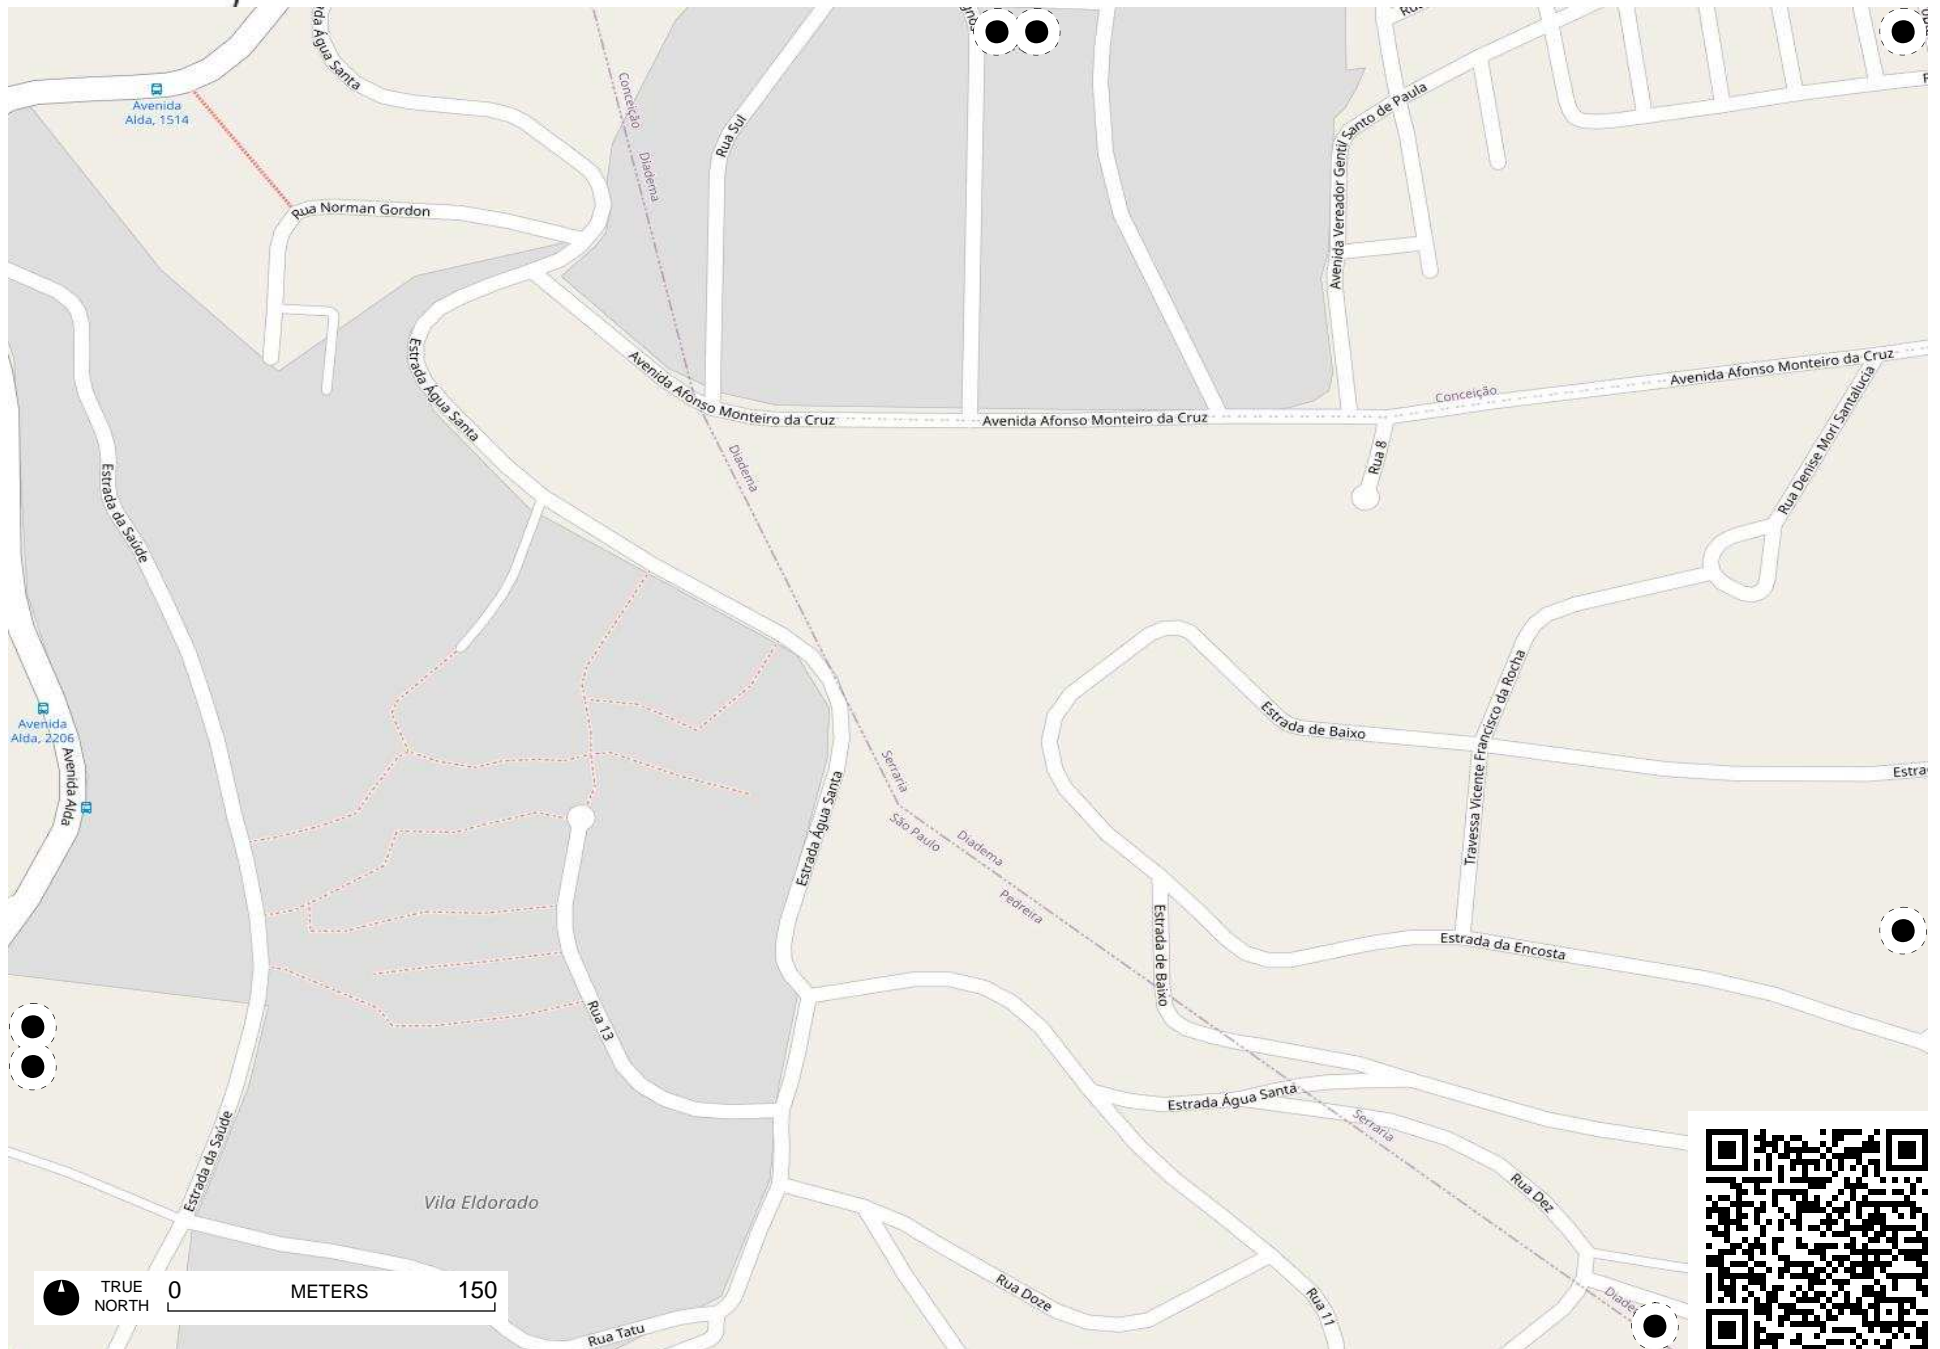 da Água Santa
Avenida
Alda, 1514
Conceição
Diadema
Rua Sul
Avenida Vereador Gentil Santo de Paula
Rua Norman Gordon
Estrada Água Santa
Avenida Afonso Monteiro da Cruz
Avenida Afonso Monteiro da Cruz
Conceição
Avenida Afonso Monteiro da Cruz
Rua 8
Rua Denise Mori Santalucia
Diadema
Estrada da Saúde
Avenida
Alda, 2206
Avenida Alda
Estrada de Baixo
Travessa Vicente Francisco da Rocha
Estra
Serraria
São Paulo
Diadema
Pedreira
Estrada Água Santa
Estrada de Baixo
Estrada da Encosta
Rua 13
Estrada Água Santa
Serraria
Estrada da Saúde
Vila Eldorado
Rua Dez
Rua Doze
Rua 11
Diadem
Rua Tatu
TRUE
NORTH
0 METERS 150